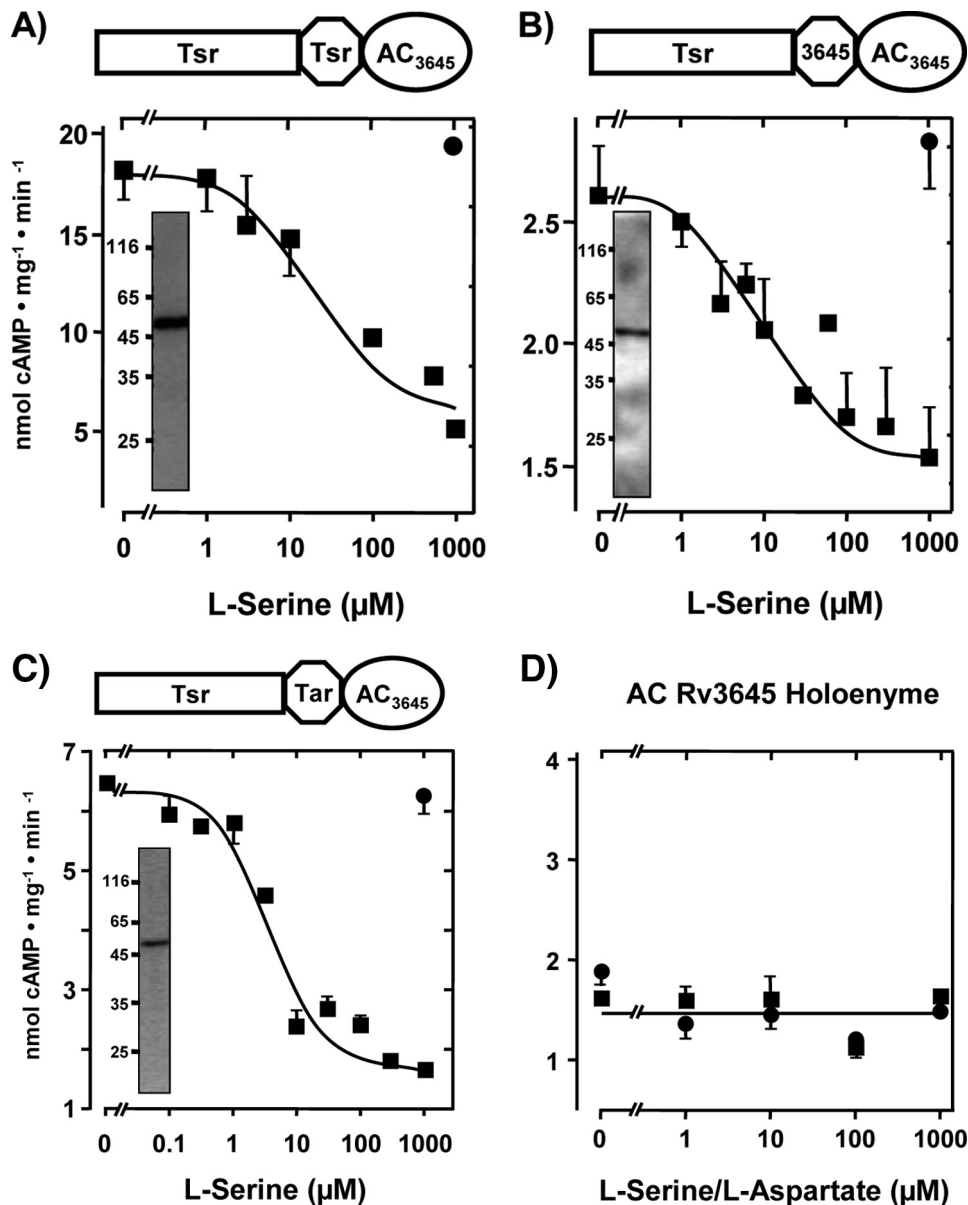 A)
Tsr Tsr AC3645
nmol cAMP • mg-1 • min -1
20
15
10
5
116
65
45
35
25
0 1 10 100 1000
L-Serine (µM)
B)
Tsr 3645 AC3645
2.5
2.0
1.5
116
65
45
35
25
0 1 10 100 1000
L-Serine (µM)
C)
Tsr Tar AC3645
nmol cAMP • mg-1 • min -1
7
5
3
1
116
65
45
35
25
0 0.1 1 10 100 1000
L-Serine (µM)
D)
AC Rv3645 Holoenyme
4
3
2
1
0 1 10 100 1000
L-Serine/L-Aspartate (µM)